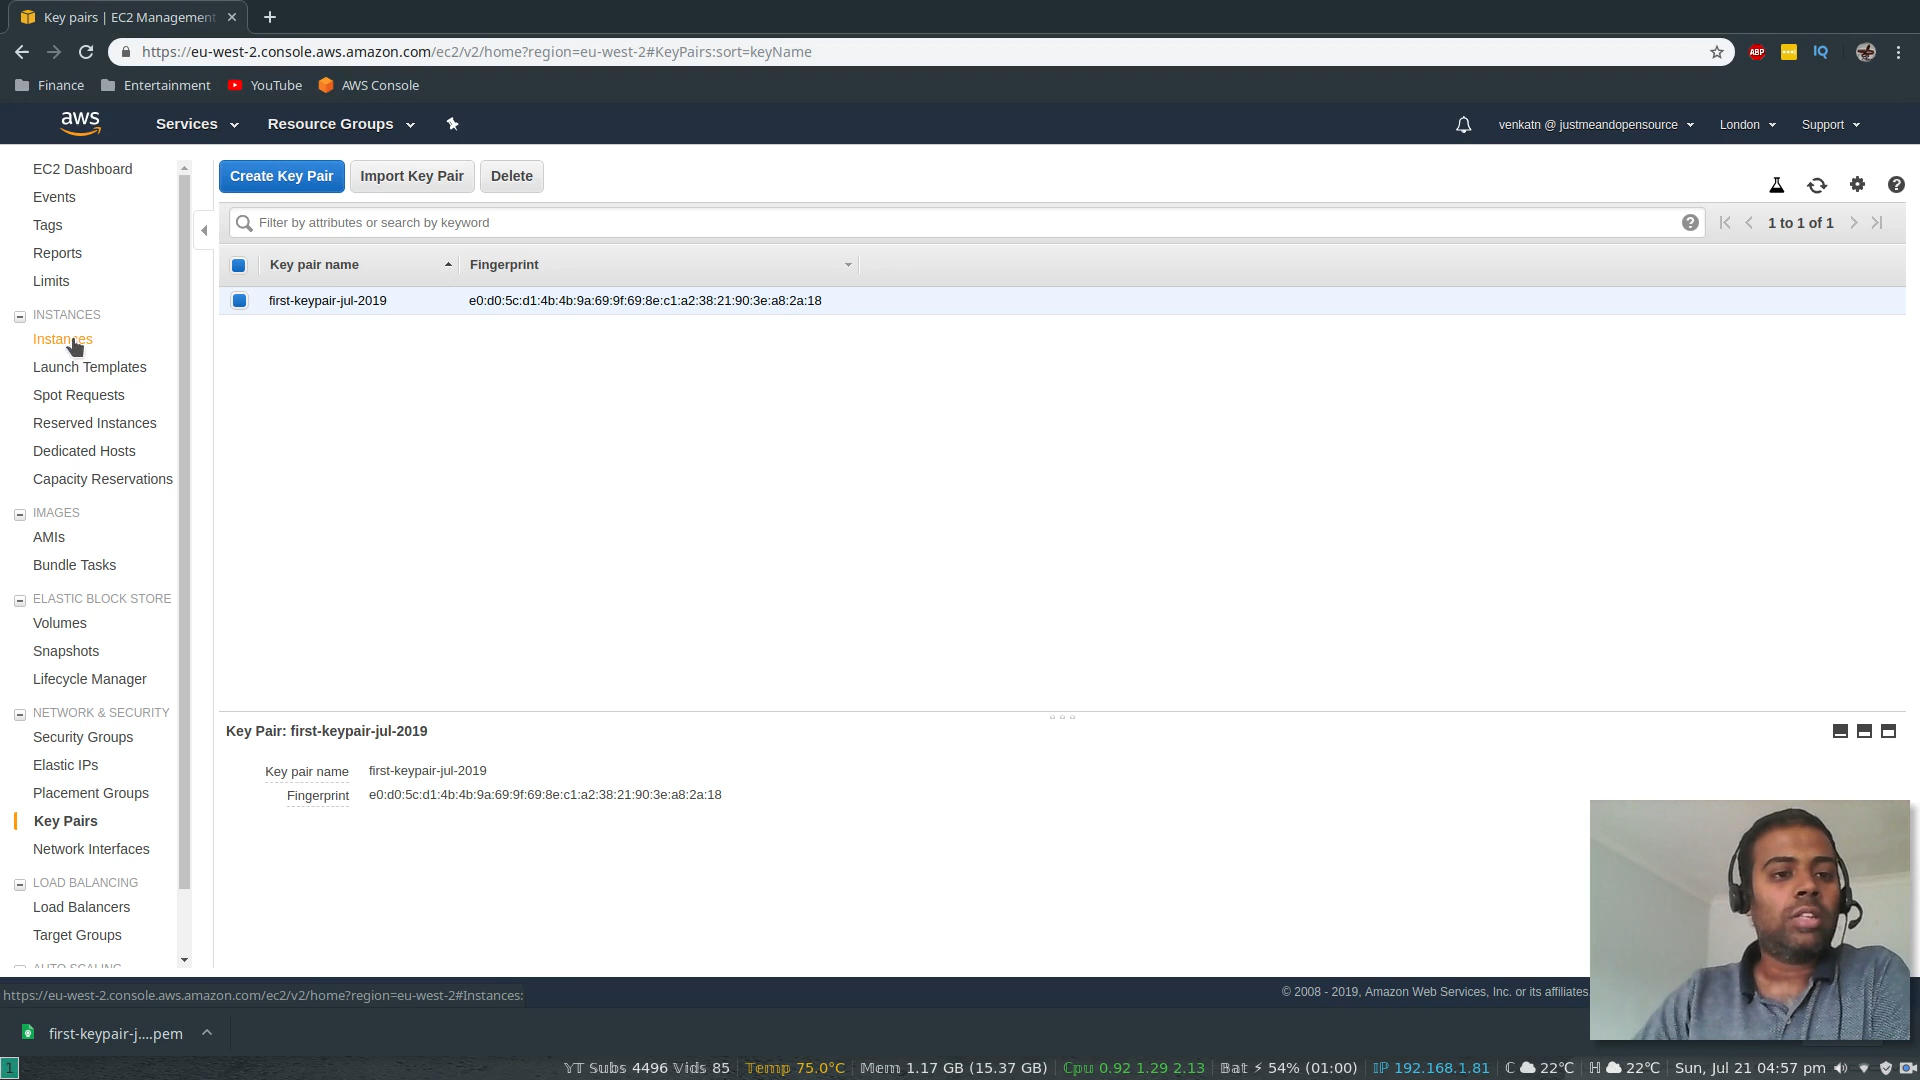 Key pairs | EC2 Management
https://eu-west-2.console.aws.amazon.com/ec2/v2/home?region=eu-west-2#KeyPairs:sort=keyName
ABP
IQ
Finance
Entertainment
YouTube
AWS Console
aws
Services
Resource Groups
venkatn @ justmeandopensource
London
Support
EC2 Dashboard
Events
Tags
Reports
Limits
INSTANCES
Instances
Launch Templates
Spot Requests
Reserved Instances
Dedicated Hosts
Capacity Reservations
IMAGES
AMIs
Bundle Tasks
ELASTIC BLOCK STORE
Volumes
Snapshots
Lifecycle Manager
NETWORK & SECURITY
Security Groups
Elastic IPs
Placement Groups
Key Pairs
Network Interfaces
LOAD BALANCING
Load Balancers
Target Groups
AUTO SCALING
Create Key Pair
Import Key Pair
Delete
Filter by attributes or search by keyword
1 to 1 of 1
Key pair name
Fingerprint
first-keypair-jul-2019
e0:d0:5c:d1:4b:4b:9a:69:9f:69:8e:c1:a2:38:21:90:3e:a8:2a:18
Key Pair: first-keypair-jul-2019
Key pair name
first-keypair-jul-2019
Fingerprint
e0:d0:5c:d1:4b:4b:9a:69:9f:69:8e:c1:a2:38:21:90:3e:a8:2a:18
https://eu-west-2.console.aws.amazon.com/ec2/v2/home?region=eu-west-2#Instances:
© 2008 - 2019, Amazon Web Services, Inc. or its affiliates.
first-keypair-j....pem
1
YT Subs 4496 Vids 85
Temp 75.0°C
Mem 1.17 GB (15.37 GB)
Cpu 0.92 1.29 2.13
Bat ⚡ 54% (01:00)
IP 192.168.1.81
C 22°C
H 22°C
Sun, Jul 21 04:57 pm